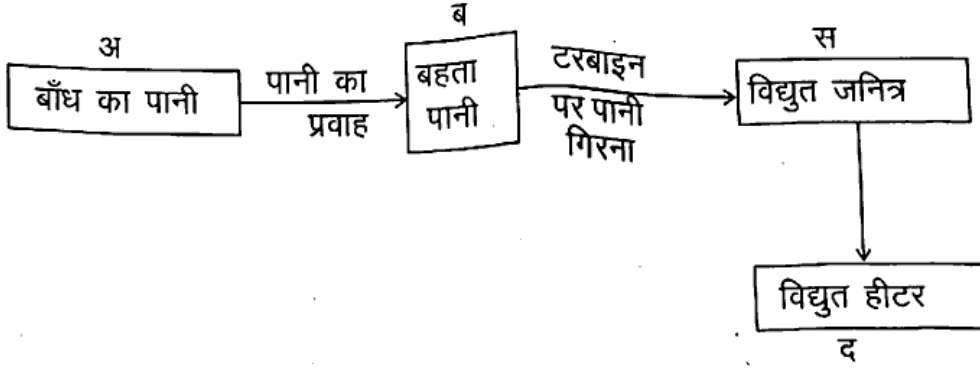 अ
बाँध का पानी
पानी का
प्रवाह
ब
बहता
पानी
टरबाइन
पर पानी
गिरना
स
विद्युत जनित्र
विद्युत हीटर
द